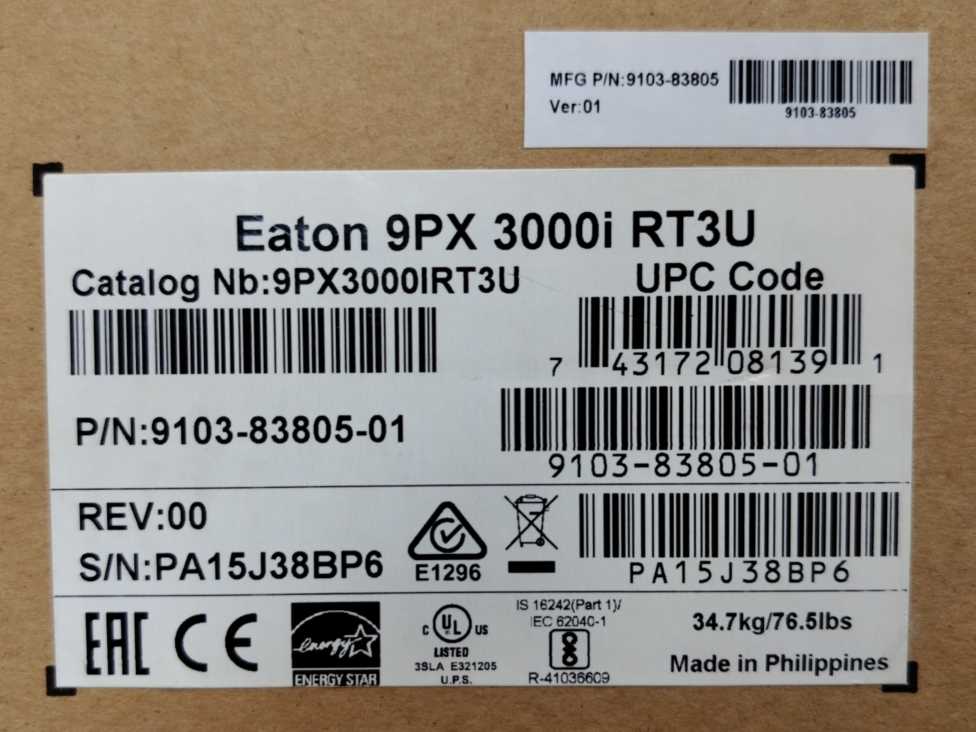 MFG P/N:9103-83805
Ver:01
9103-83805
Eaton 9PX 3000i RT3U
Catalog Nb:9PX3000IRT3U
UPC Code
7 43172 08139 1
P/N:9103-83805-01
9103-83805-01
REV:00
S/N:PA15J38BP6
E1296
PA15J38BP6
EAC CE
energy
ENERGY STAR
C UL US
LISTED
3SLA E321205
U.P.S.
IS 16242(Part 1)/
IEC 62040-1
R-41036609
34.7kg/76.5lbs
Made in Philippines